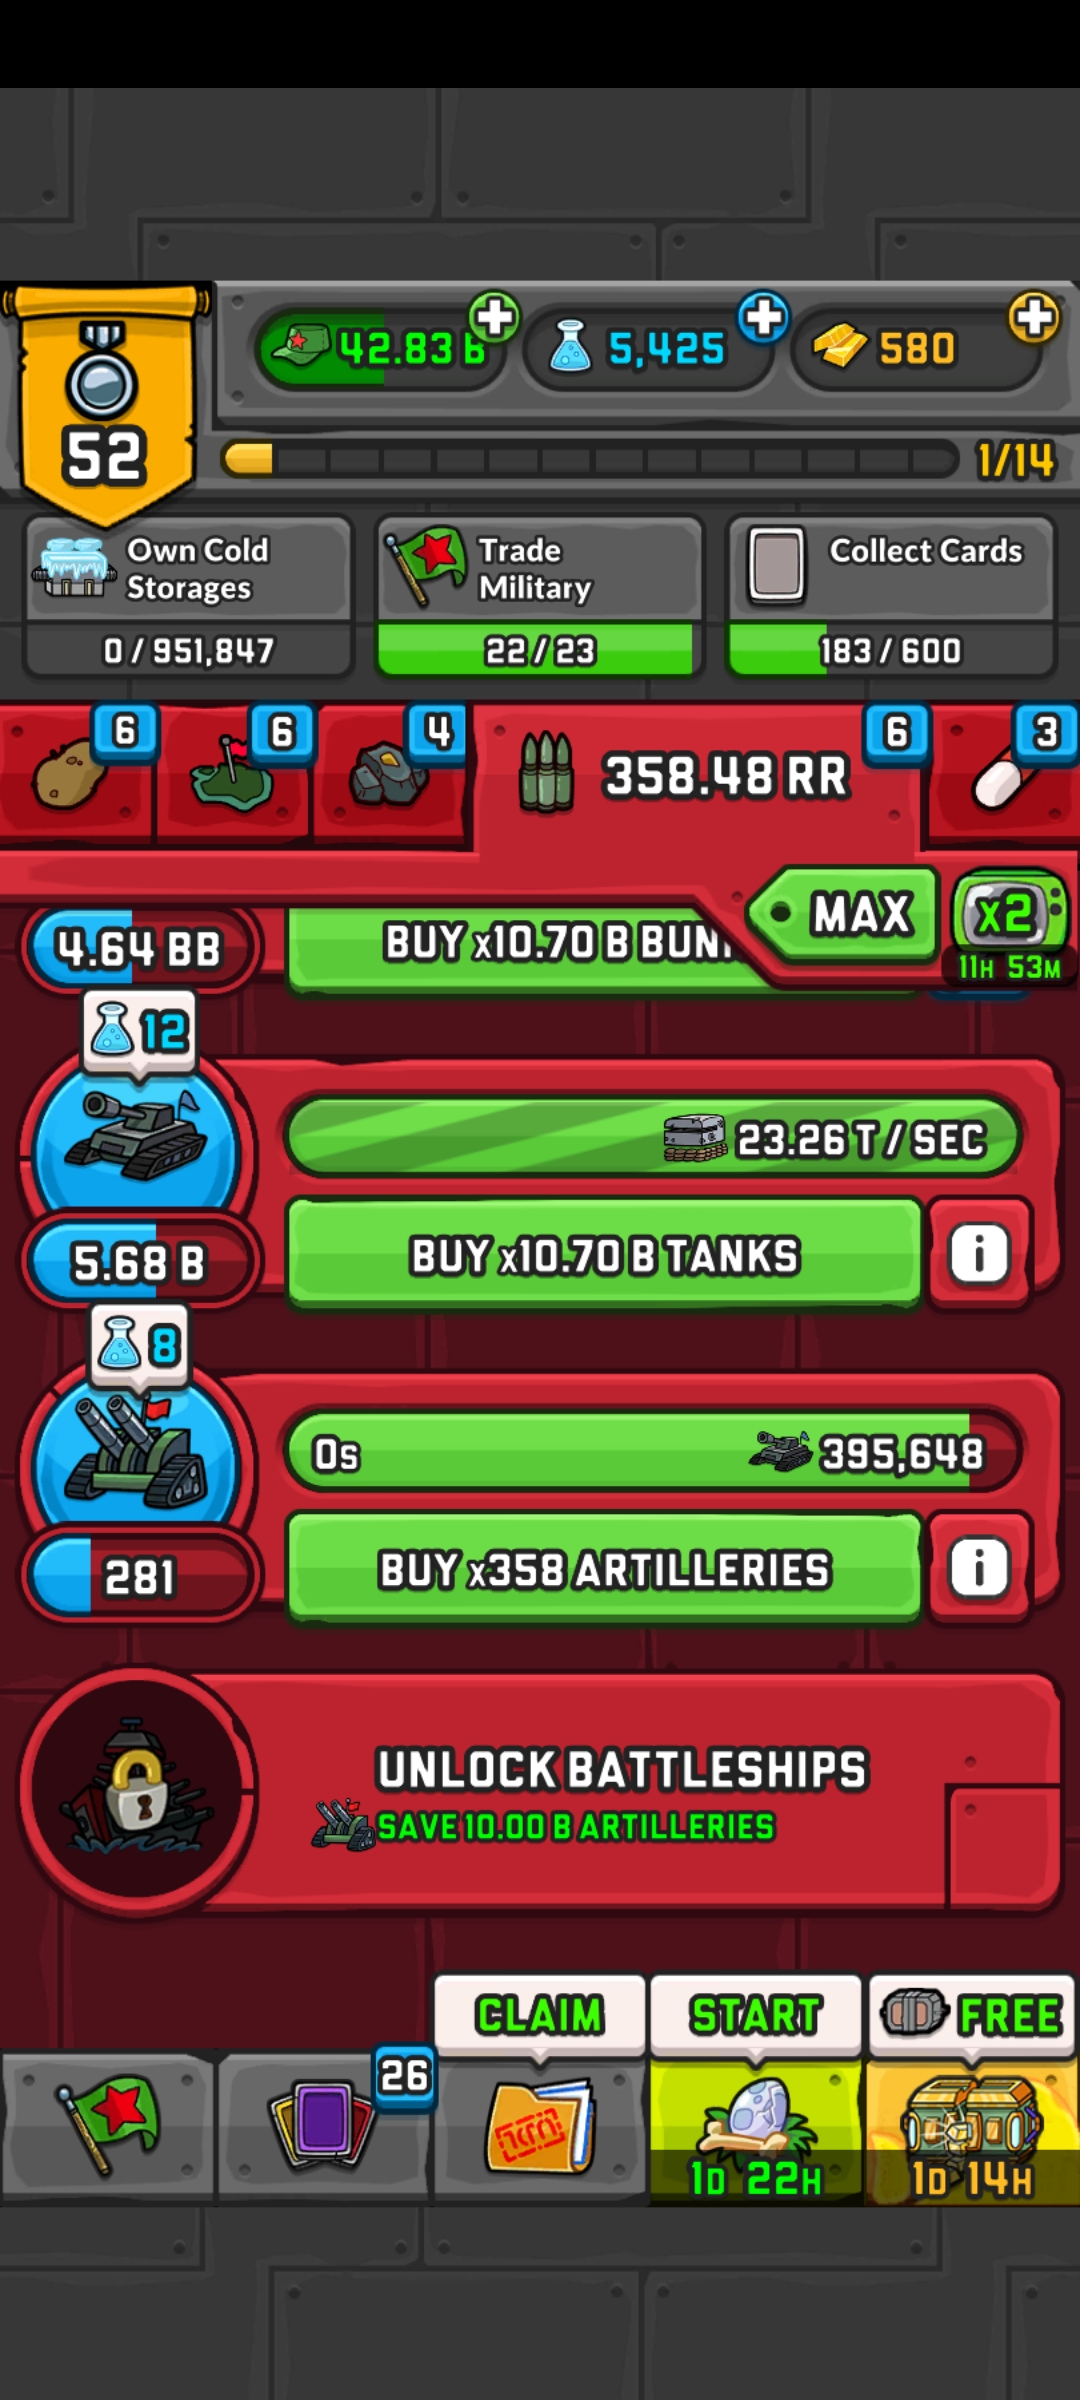 42.83 B
5,425
580
52
1/14
Own Cold
Storages
0 / 951,847
Trade
Military
22 / 23
Collect Cards
183 / 600
6
6
4
358.48 RR
6
3
MAX
x2
11H 53M
4.64 BB
BUY x10.70 B
12
23.26 T / SEC
BUY x10.70 B TANKS
i
5.68 B
8
0s
395,648
BUY x358 ARTILLERIES
i
281
UNLOCK BATTLESHIPS
SAVE 10.00 B ARTILLERIES
CLAIM
START
FREE
26
1D 22H
1D 14H